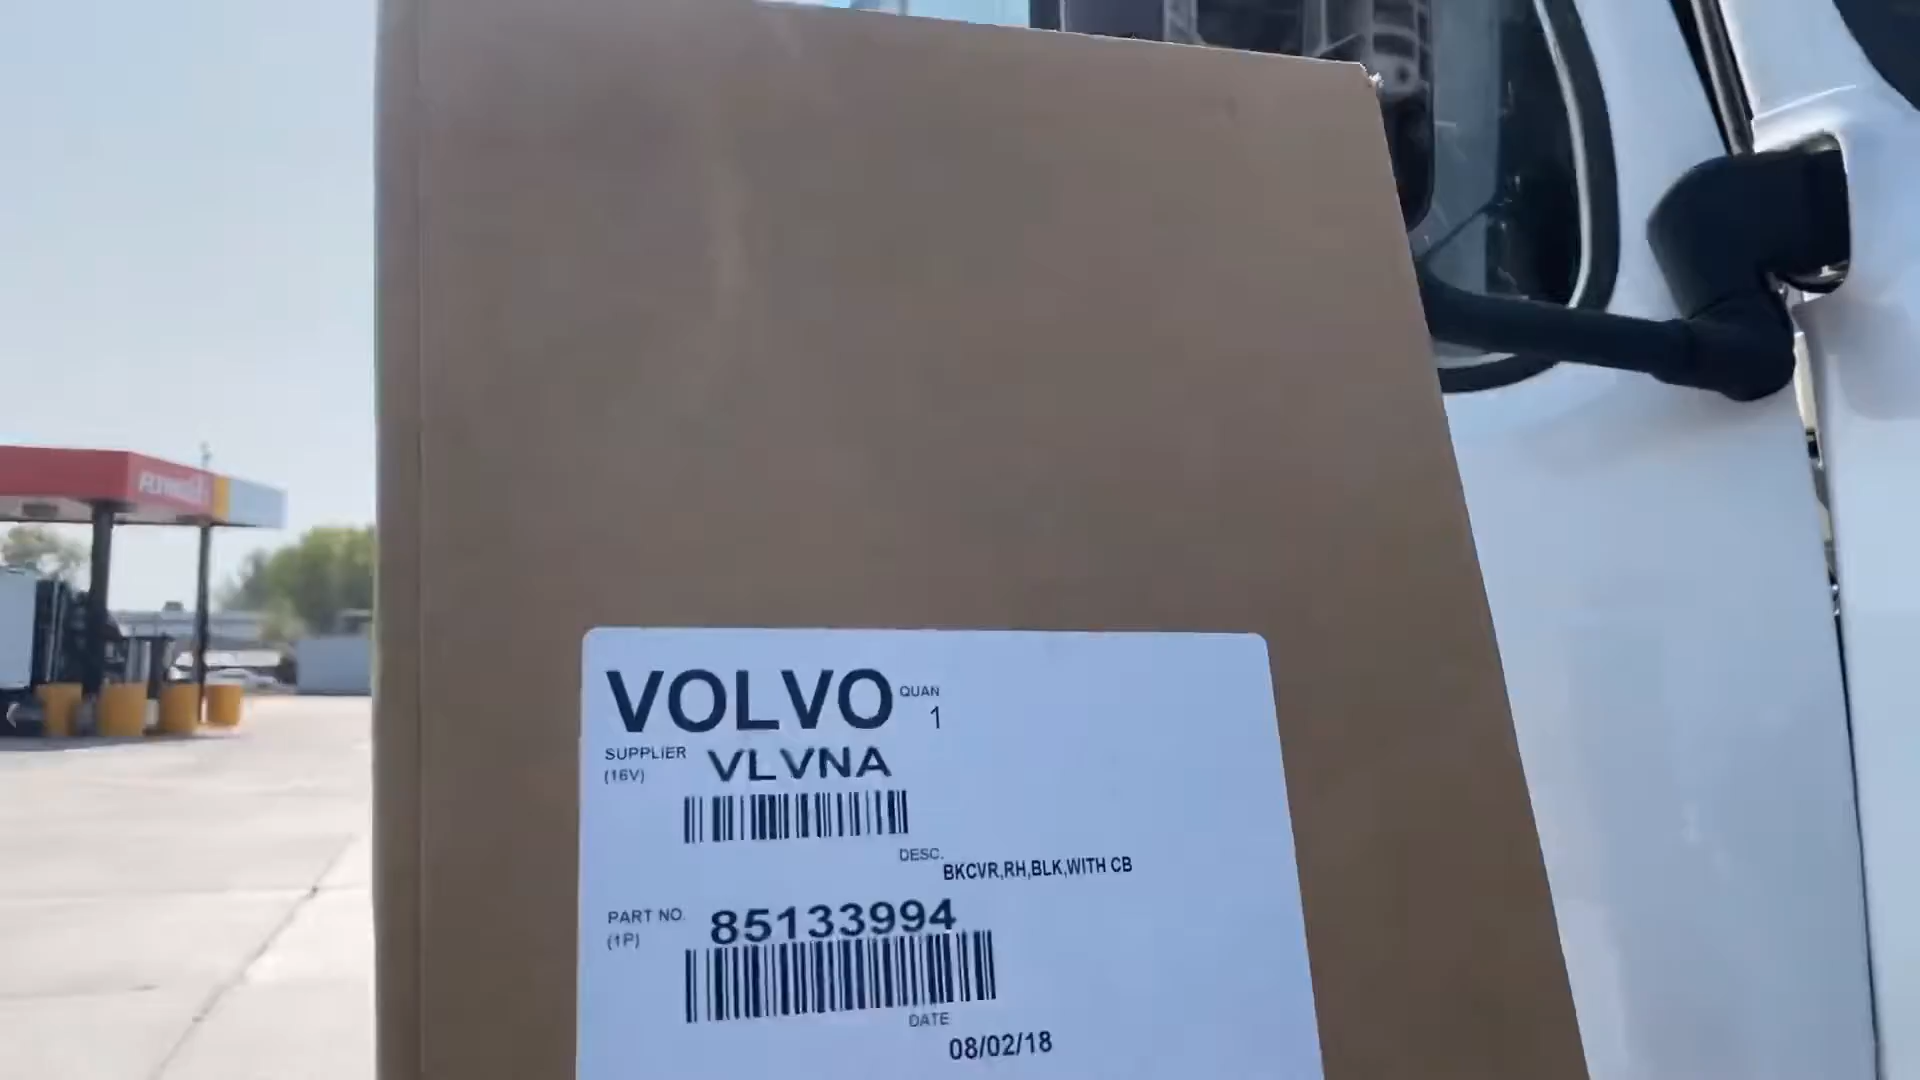 VOLVO
QUAN
1
SUPPLIER
(16V)
VLVNA
DESC.
BKCVR,RH,BLK,WITH CB
PART NO.
(1P)
85133994
DATE
08/02/18